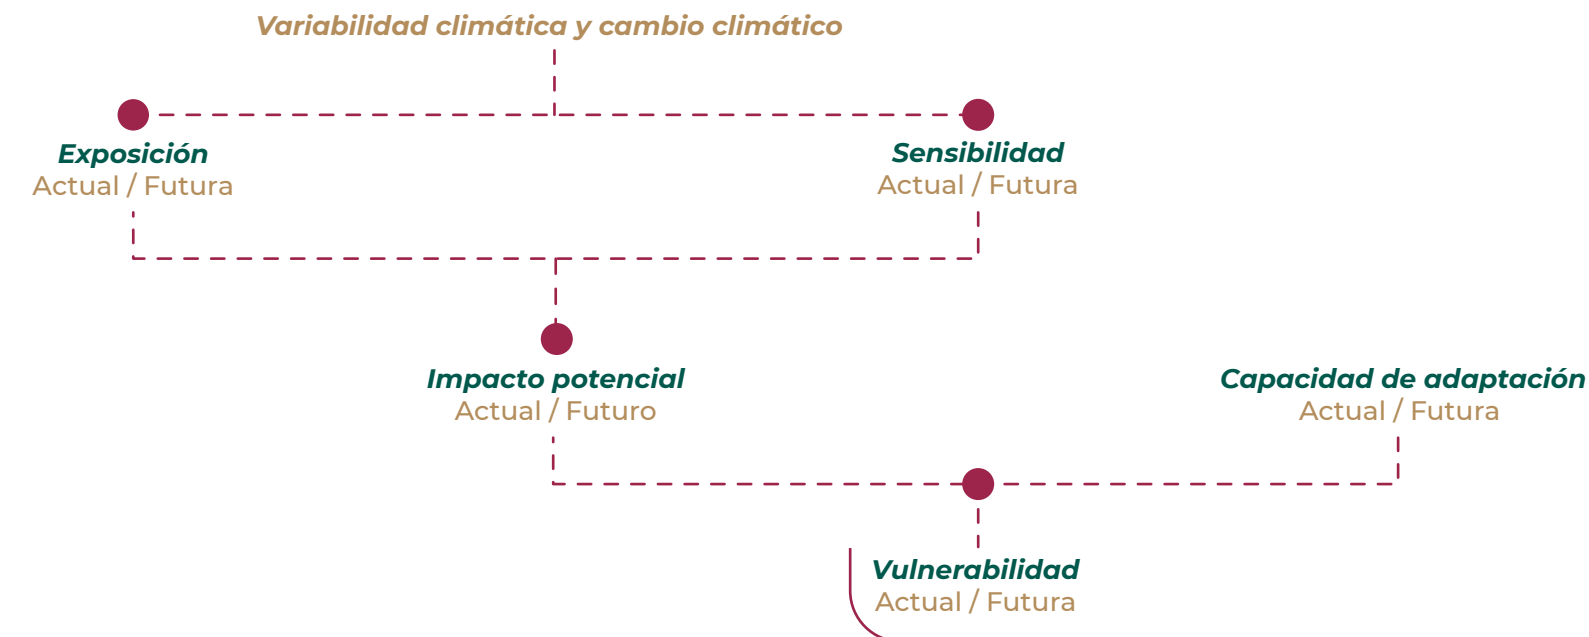 Variabilidad climática y cambio climático
Exposición
Actual / Futura
Sensibilidad
Actual / Futura
Impacto potencial
Actual / Futuro
Capacidad de adaptación
Actual / Futura
Vulnerabilidad
Actual / Futura